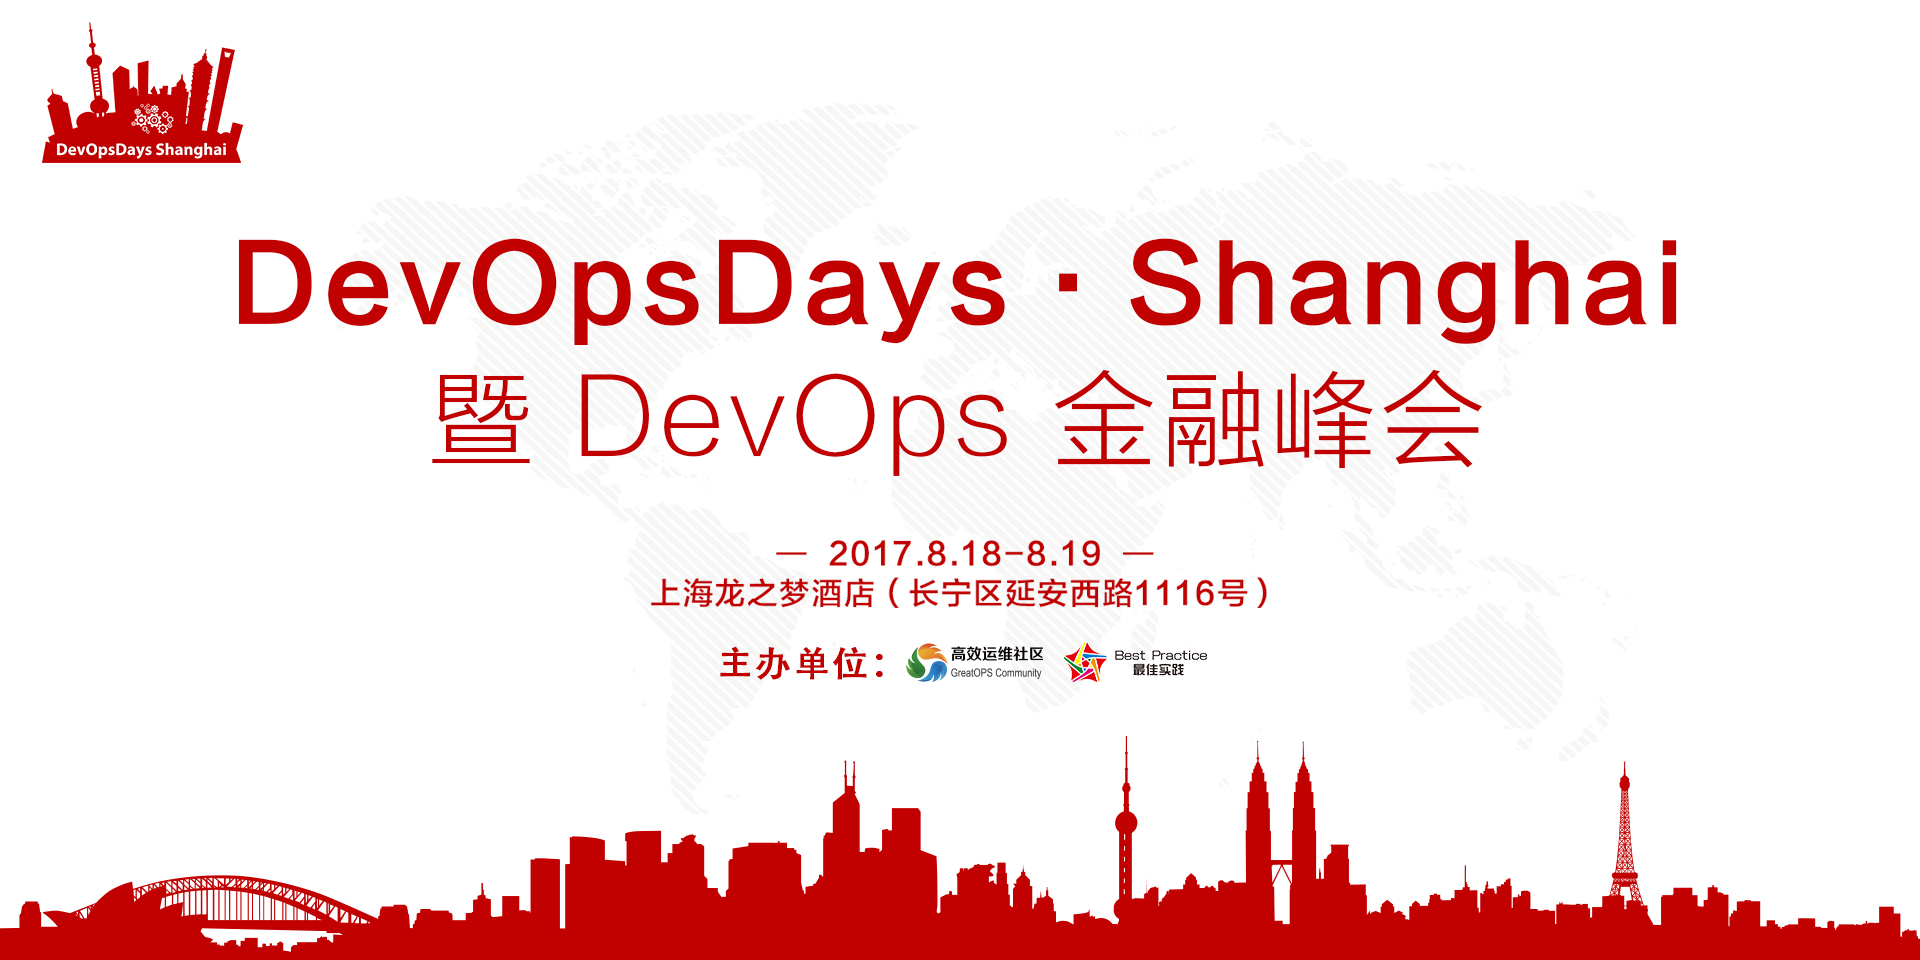 DevOpsDays Shanghai
DevOpsDays · Shanghai
暨 DevOps 金融峰会
— 2017.8.18-8.19 —
上海龙之梦酒店（长宁区延安西路1116号）
主办单位： 高效运维社区 Best Practice
GreatOPS Community 最佳实践